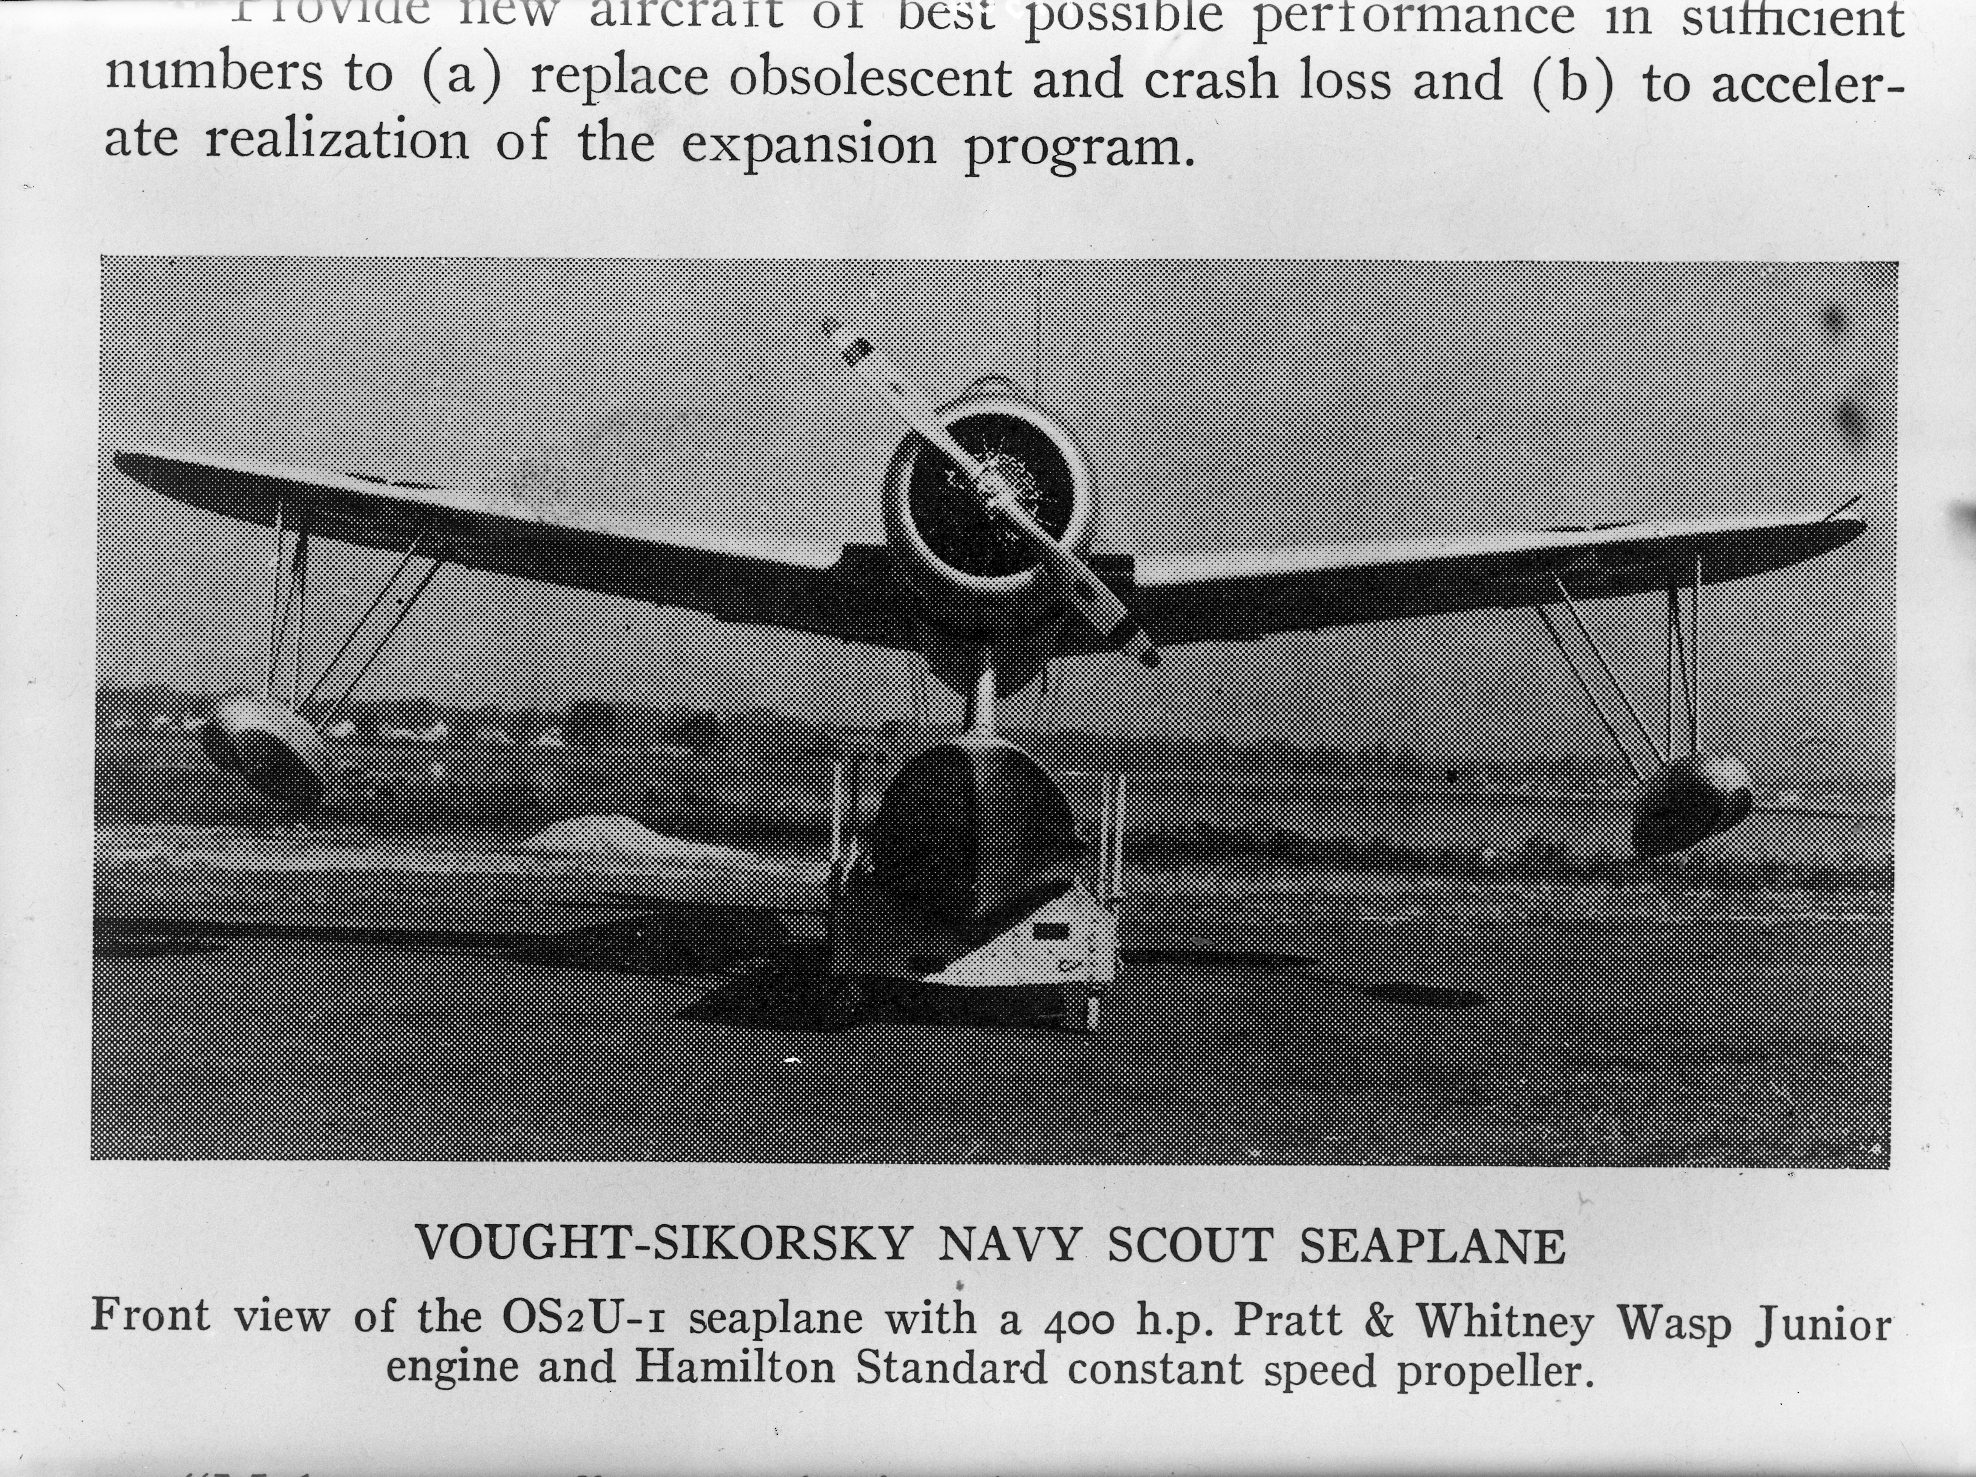 Provide new aircraft of best possible performance in sufficient
numbers to (a) replace obsolescent and crash loss and (b) to acceler-
ate realization of the expansion program.
VOUGHT-SIKORSKY NAVY SCOUT SEAPLANE
Front view of the OS2U-1 seaplane with a 400 h.p. Pratt & Whitney Wasp Junior
engine and Hamilton Standard constant speed propeller.